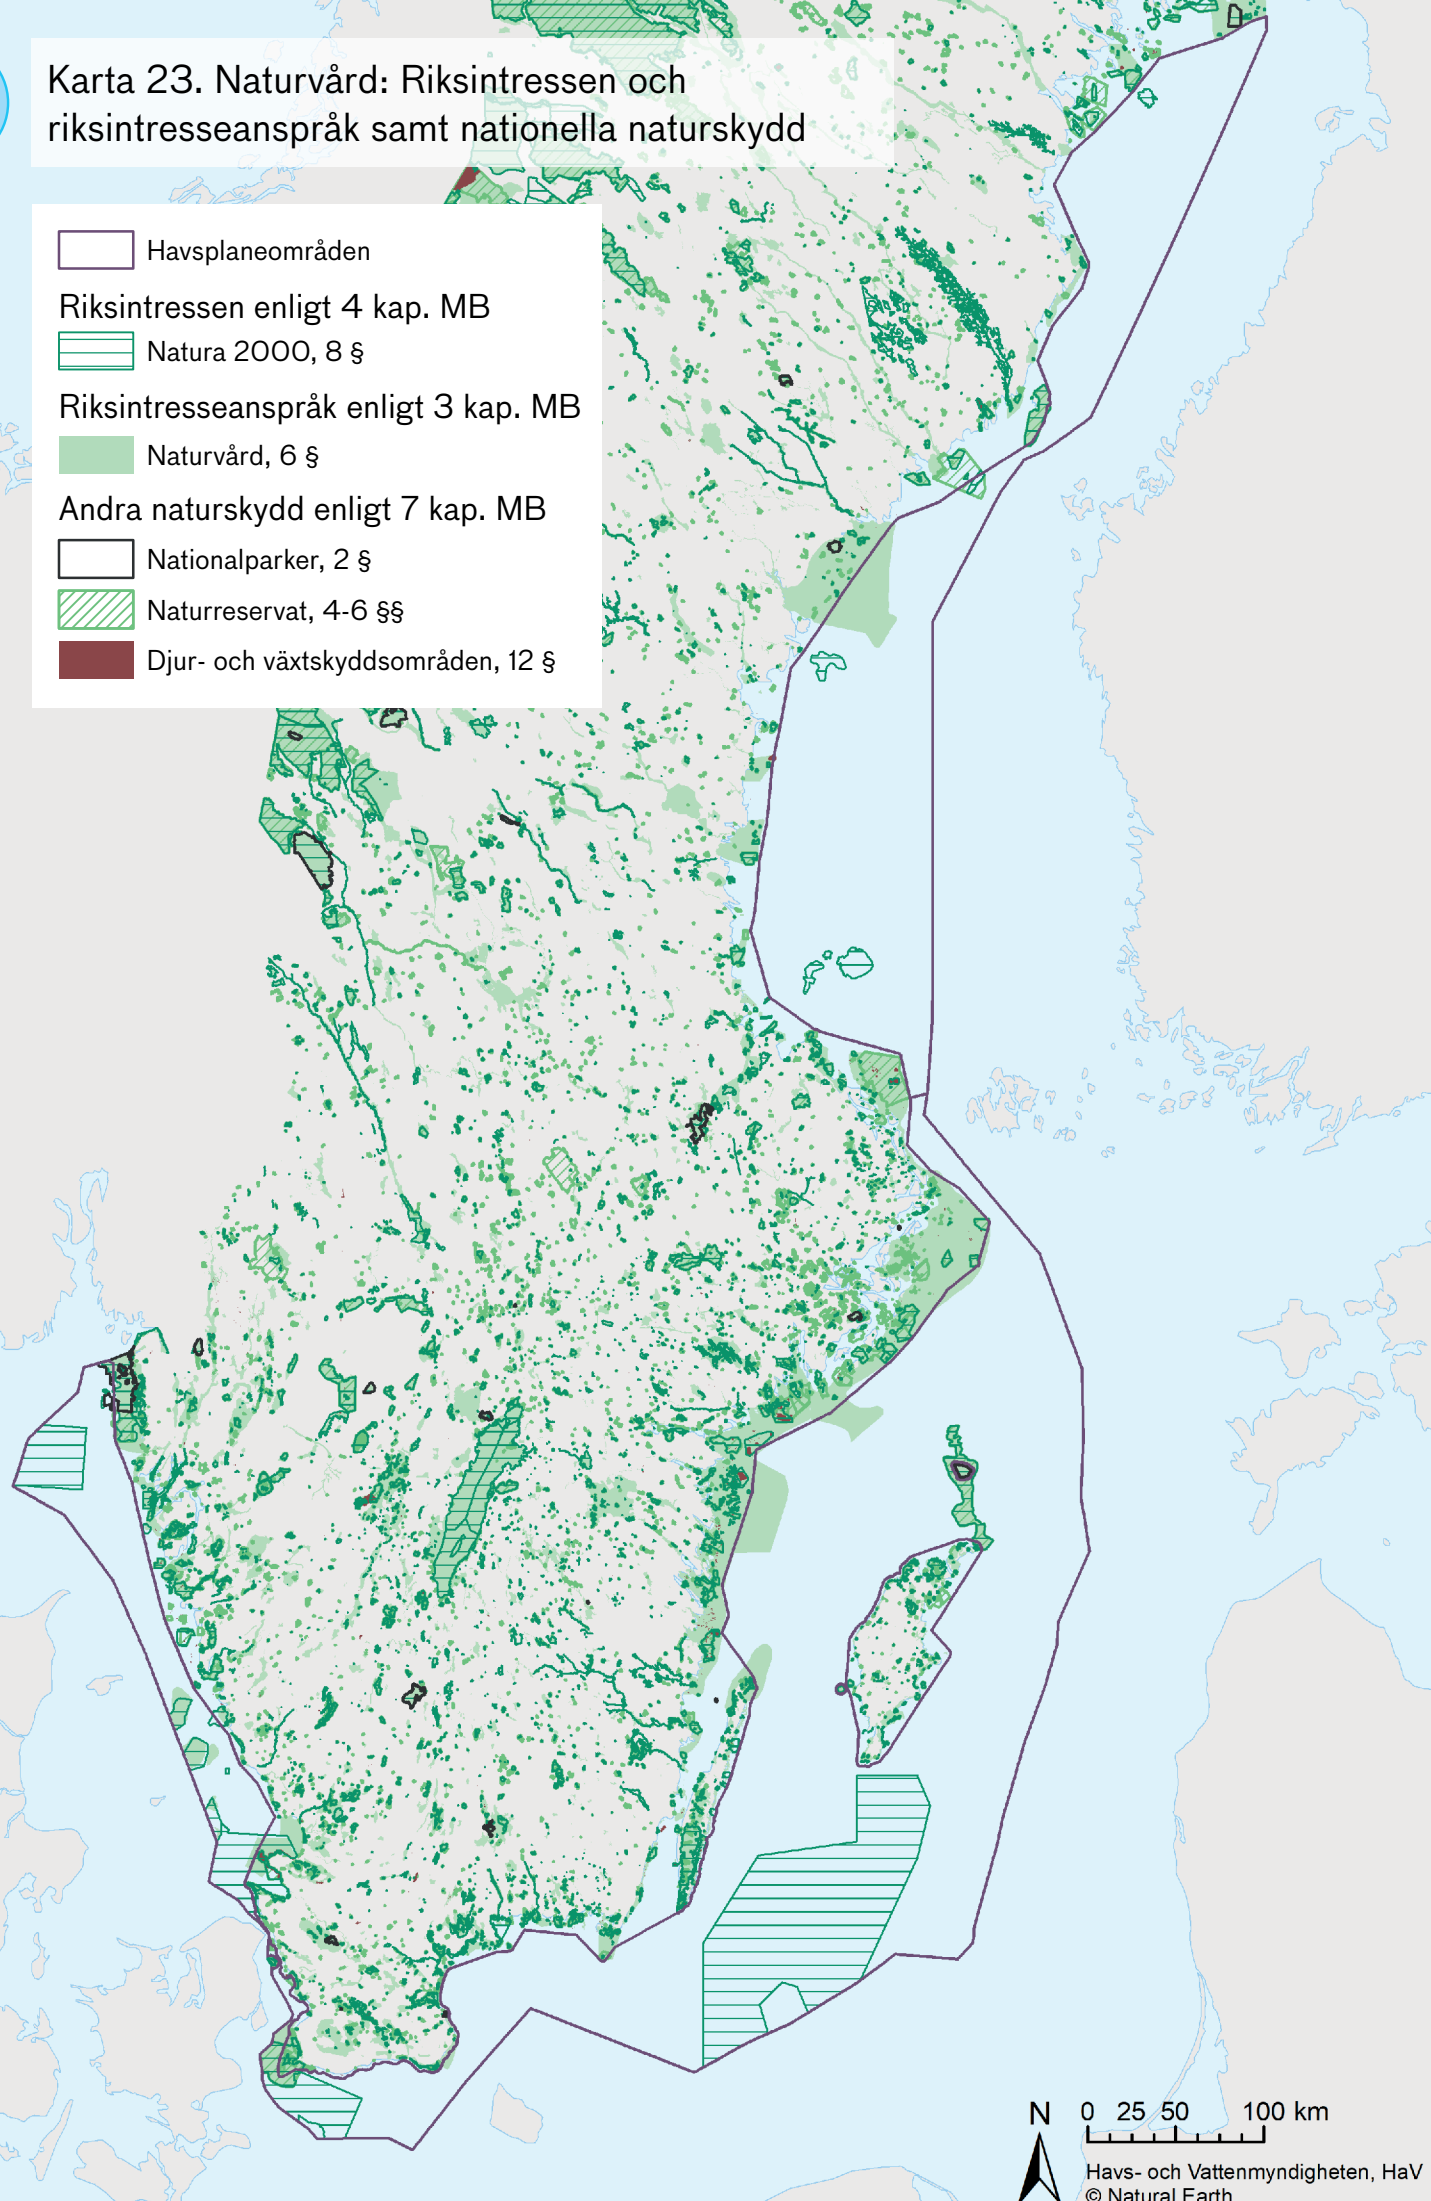 Karta 23. Naturvård: Riksintressen och
riksintresseanspråk samt nationella naturskydd
Havsplaneområden
Riksintressen enligt 4 kap. MB
Natura 2000, 8 §
Riksintresseanspråk enligt 3 kap. MB
Naturvård, 6 §
Andra naturskydd enligt 7 kap. MB
Nationalparker, 2 §
Naturreservat, 4-6 §§
Djur- och växtskyddsområden, 12 §
N 0 25 50 100 km
Havs- och Vattenmyndigheten, HaV
© Natural Earth